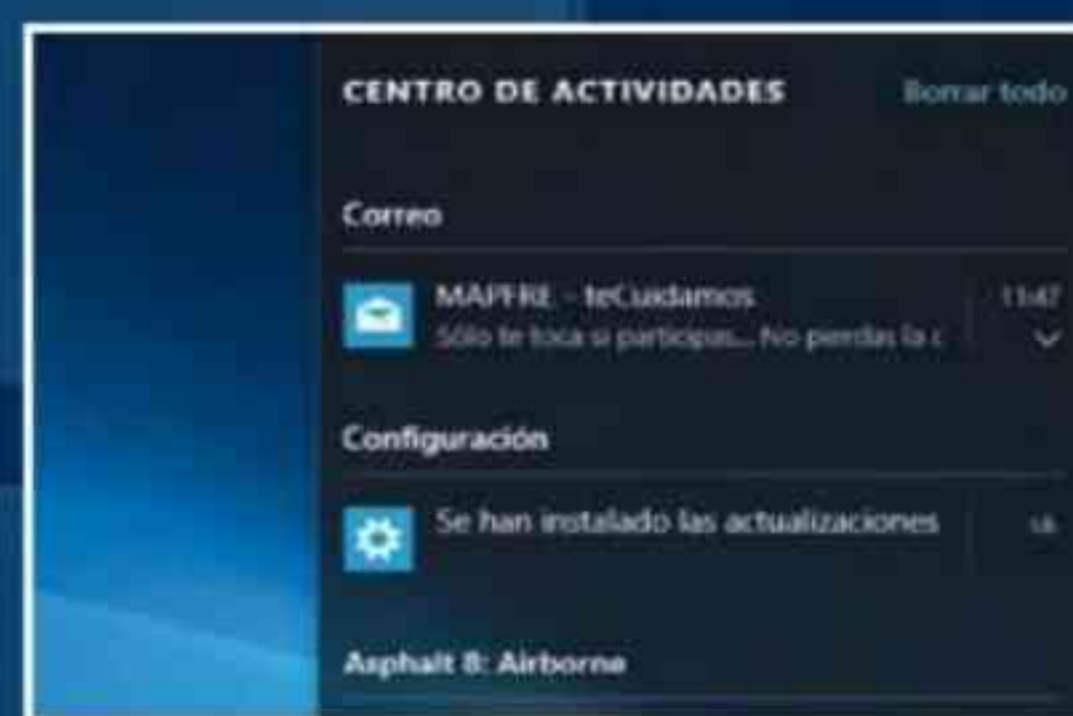 CENTRO DE ACTIVIDADES
Borrar todo
Correo
MAPFRE - teCuidamos
11:47
Sólo te toca si participas... No pierdas la c
Configuración
Se han instalado las actualizaciones
Asphalt 8: Airborne